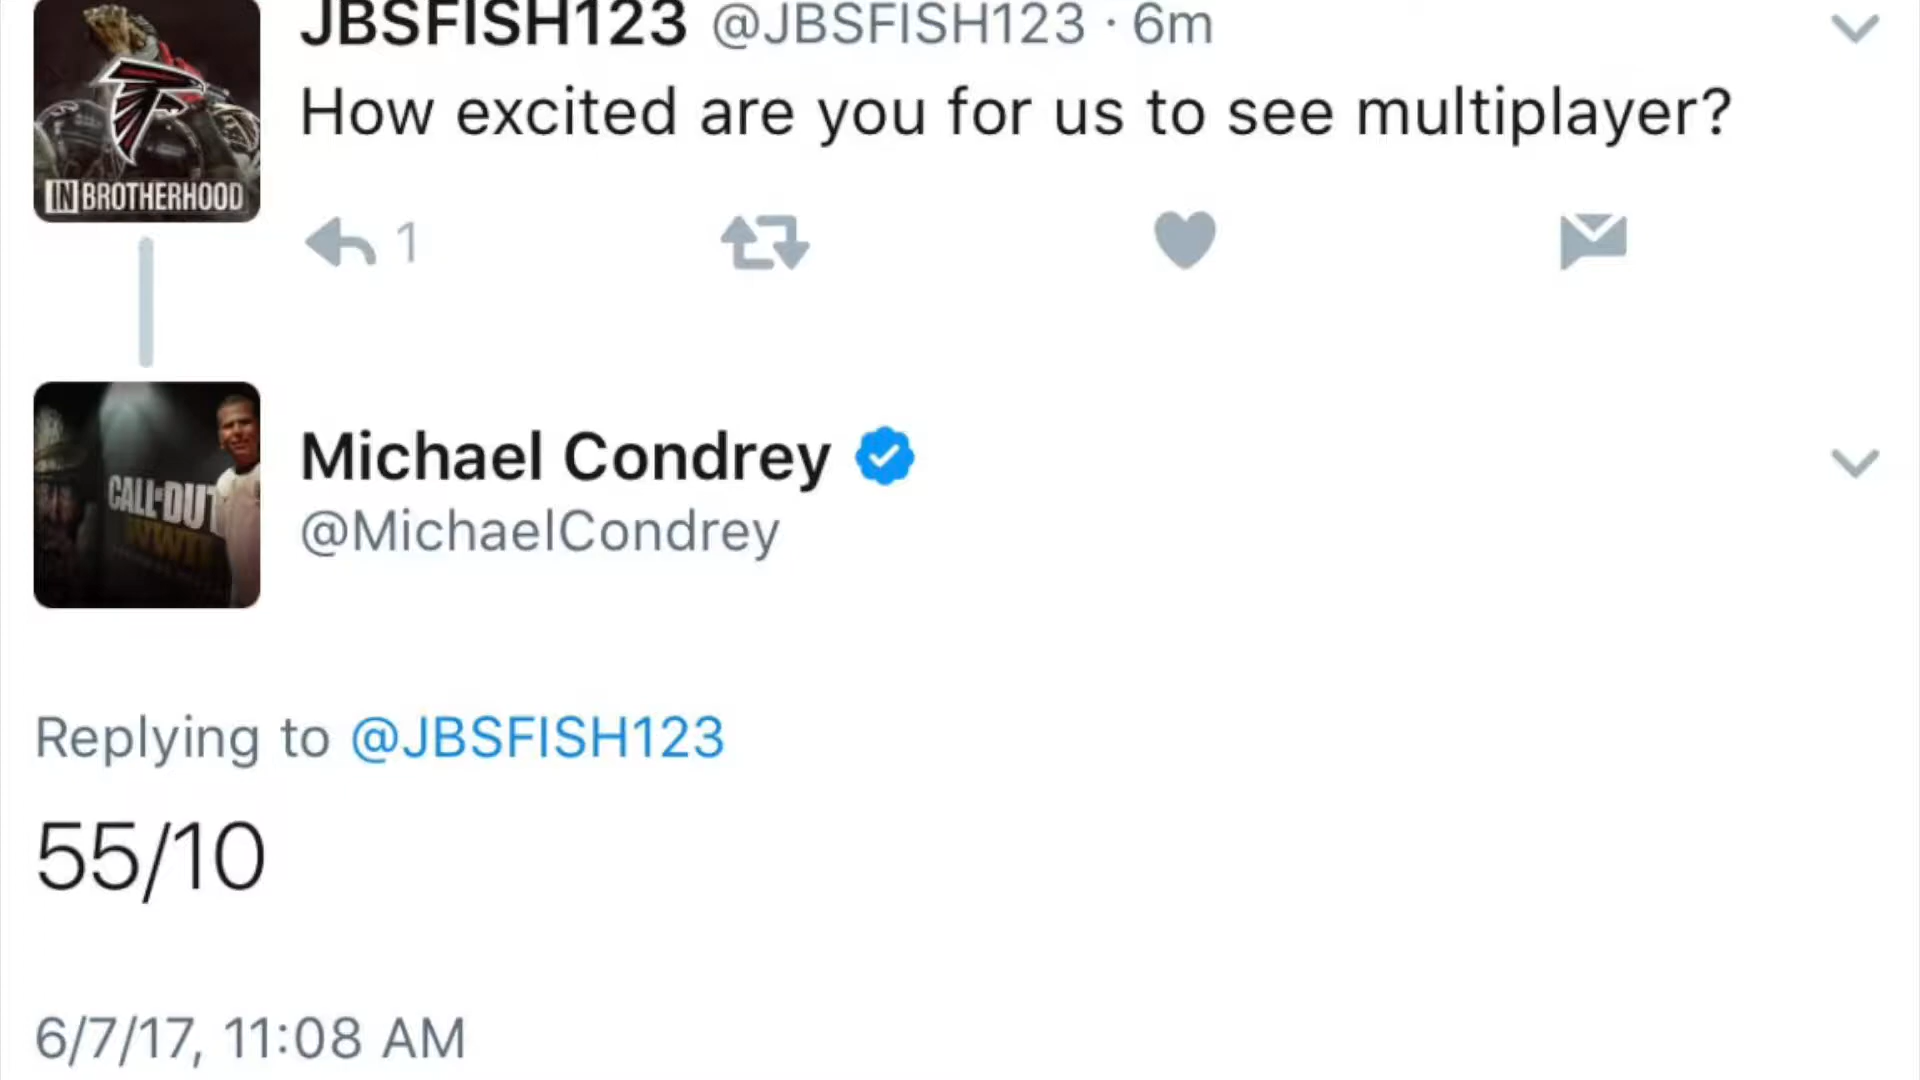 JBSFISH123 @JBSFISH123 · 6m
How excited are you for us to see multiplayer?
IN BROTHERHOOD
1
Michael Condrey
@MichaelCondrey
CALL DUT
WWII
Replying to @JBSFISH123
55/10
6/7/17, 11:08 AM